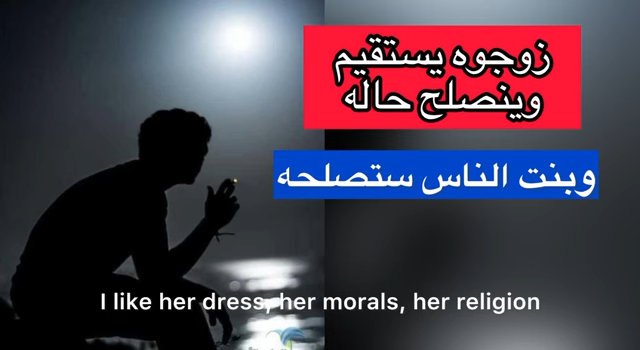 زوجوه يستقيم
وينصلح حاله
وبنت الناس ستصلحه
I like her dress, her morals, her religion